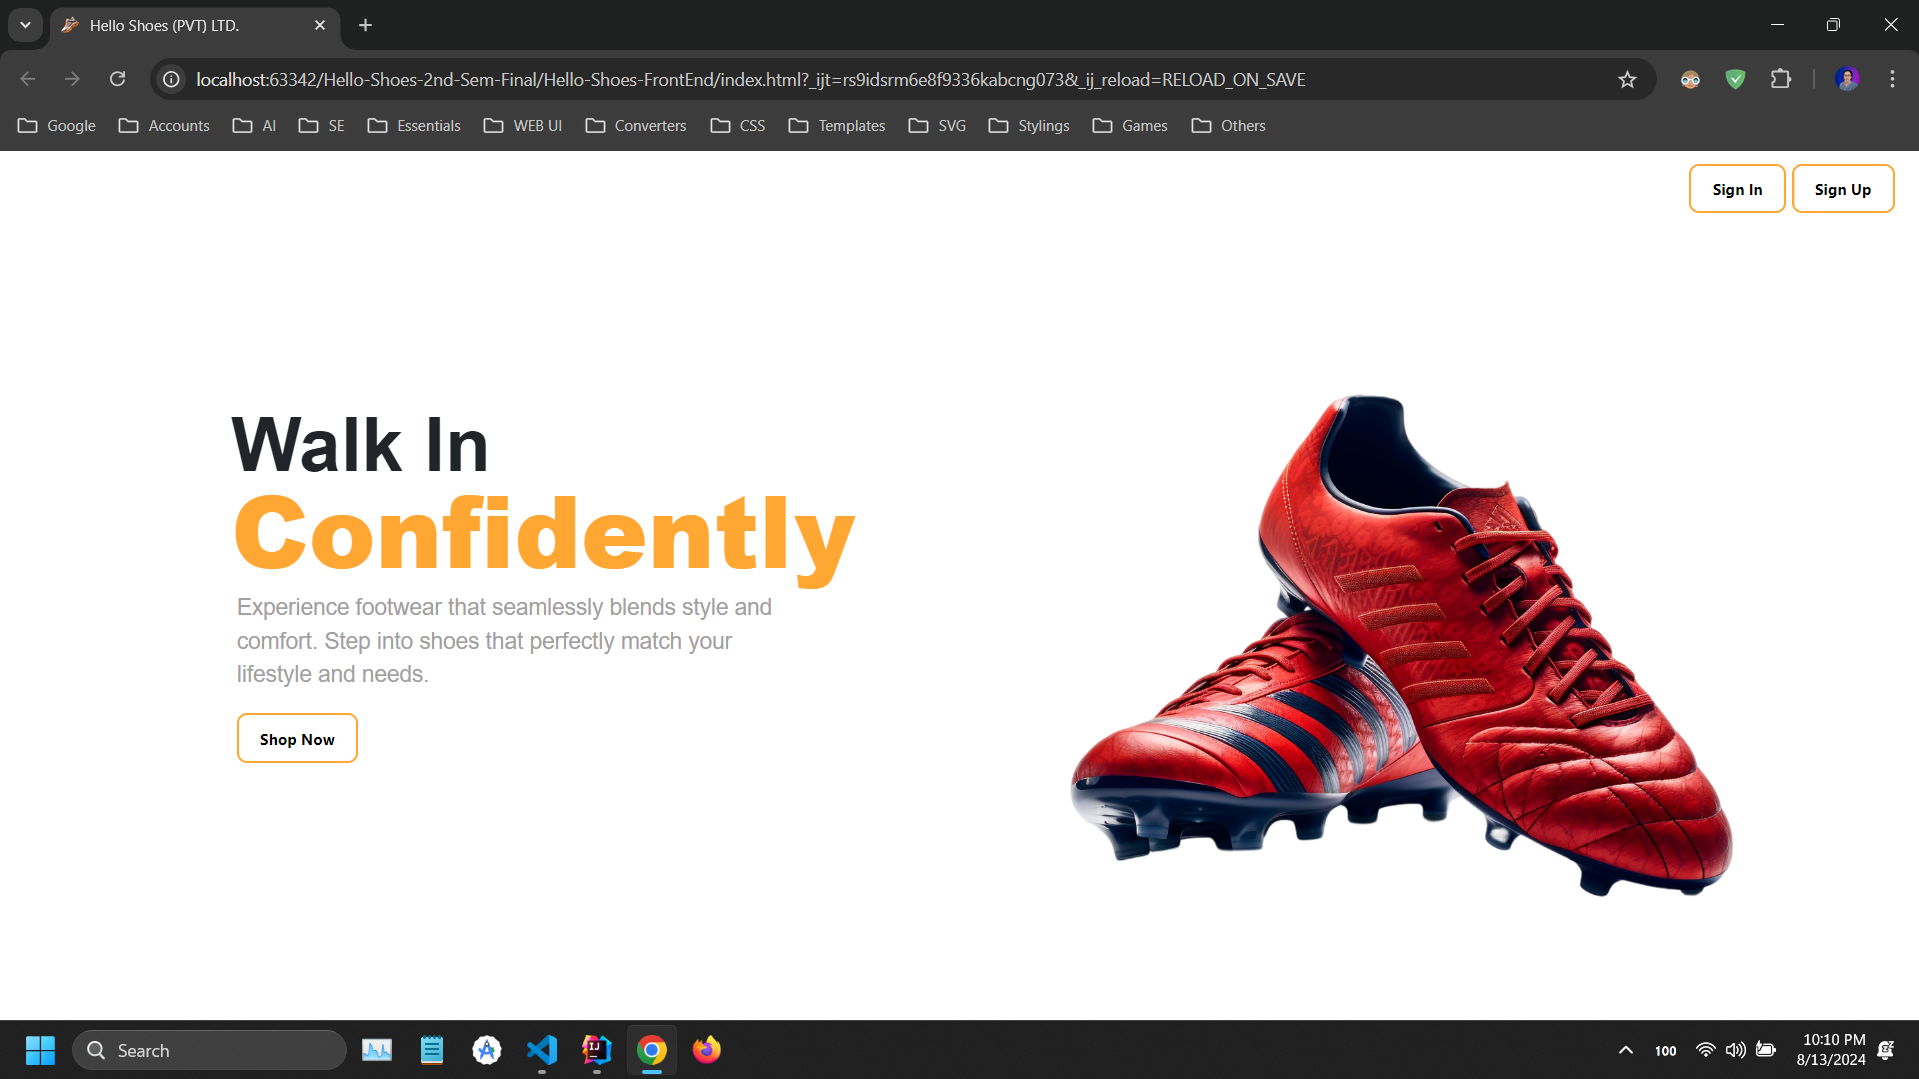 Hello Shoes (PVT) LTD.
localhost:63342/Hello-Shoes-2nd-Sem-Final/Hello-Shoes-FrontEnd/index.html?_ijt=rs9idsrm6e8f9336kabcng073&_ij_reload=RELOAD_ON_SAVE
Google Accounts AI SE Essentials WEB UI Converters CSS Templates SVG Stylings Games Others
Sign In Sign Up
Walk In
Confidently
Experience footwear that seamlessly blends style and
comfort. Step into shoes that perfectly match your
lifestyle and needs.
Shop Now
Search
IJ
100
10:10 PM
8/13/2024